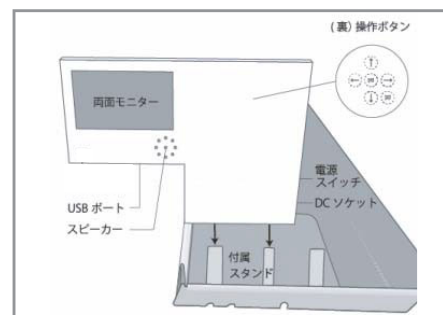 (裏) 操作ボタン
両面モニター
電源
スイッチ
DC ソケット
USB ポート
スピーカー
付属
スタンド